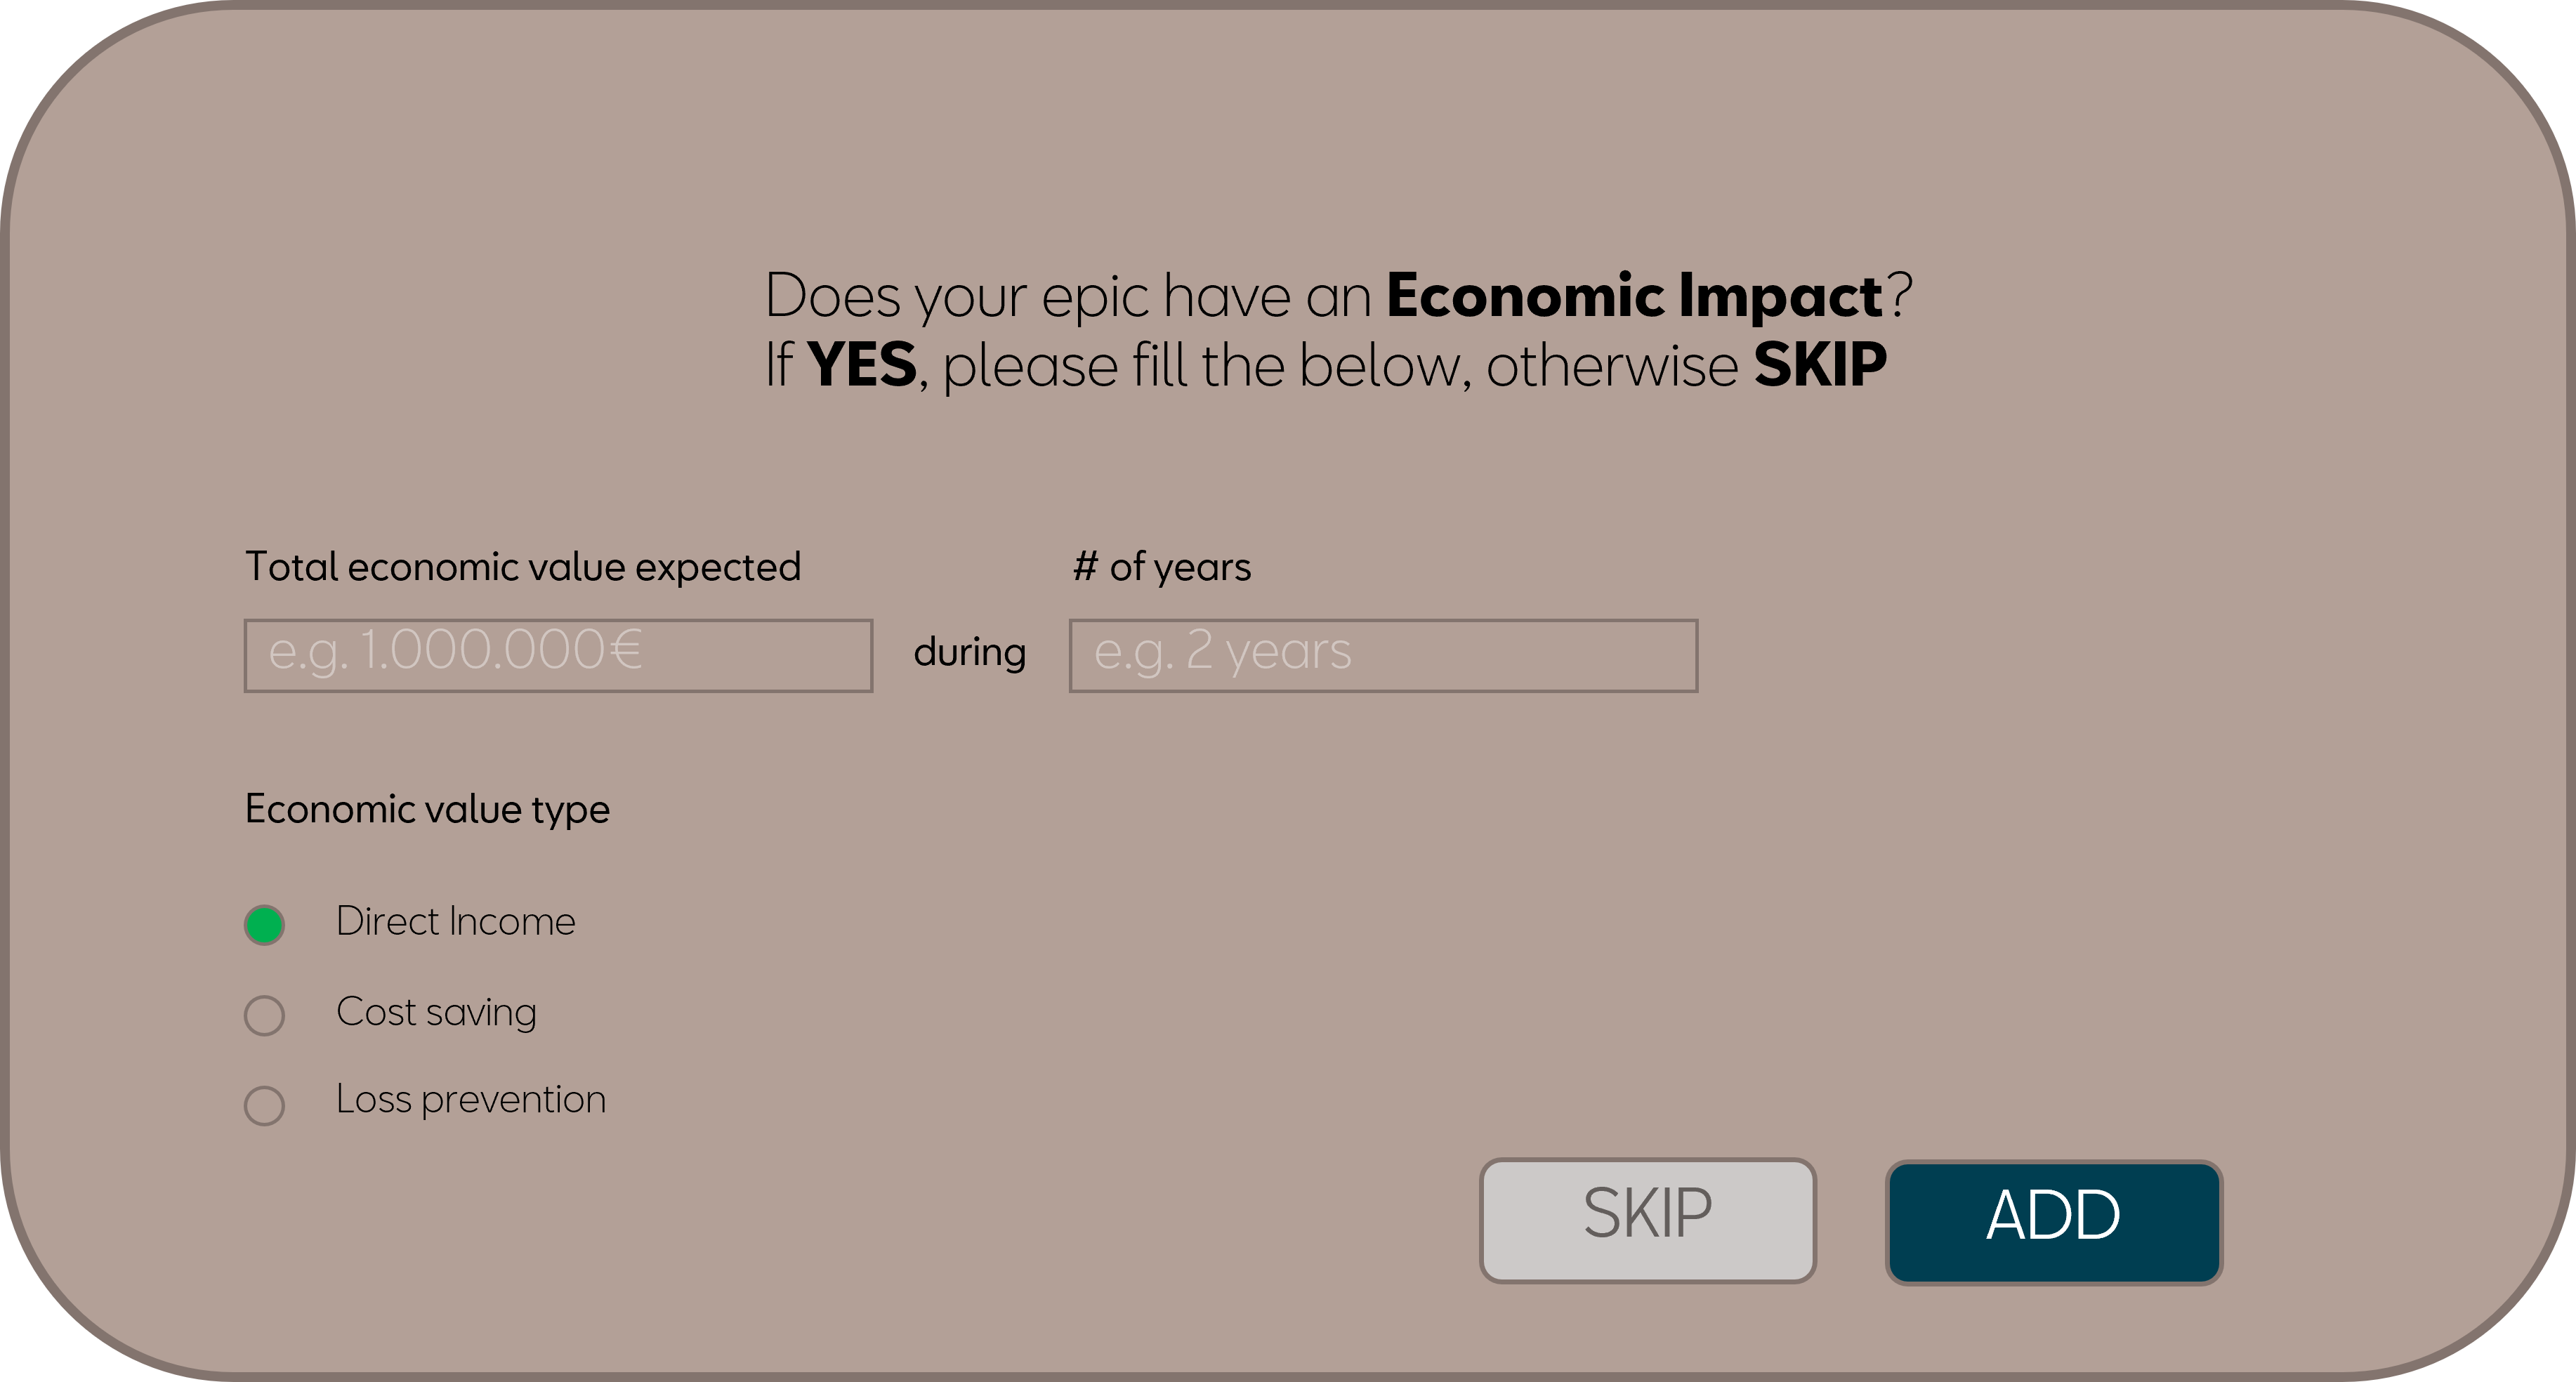 Does your epic have an Economic Impact?
If YES, please fill the below, otherwise SKIP
Total economic value expected
# of years
e.g. 1.000.000€
during
e.g. 2 years
Economic value type
Direct Income
Cost saving
Loss prevention
SKIP
ADD